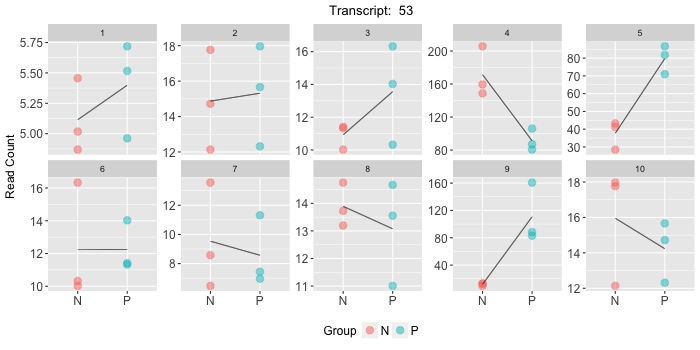 Transcript: 53
1 2 3 4 5
5.75 5.50 5.25 5.00
18 16 14 12
16 14 12 10
200 160 120 80
80 70 60 50 40 30
Read Count
6 7 8 9 10
16 14 12 10
12 10 8
15 14 13 12 11
160 120 80 40
18 16 14 12
N P N P N P N P N P
Group N P